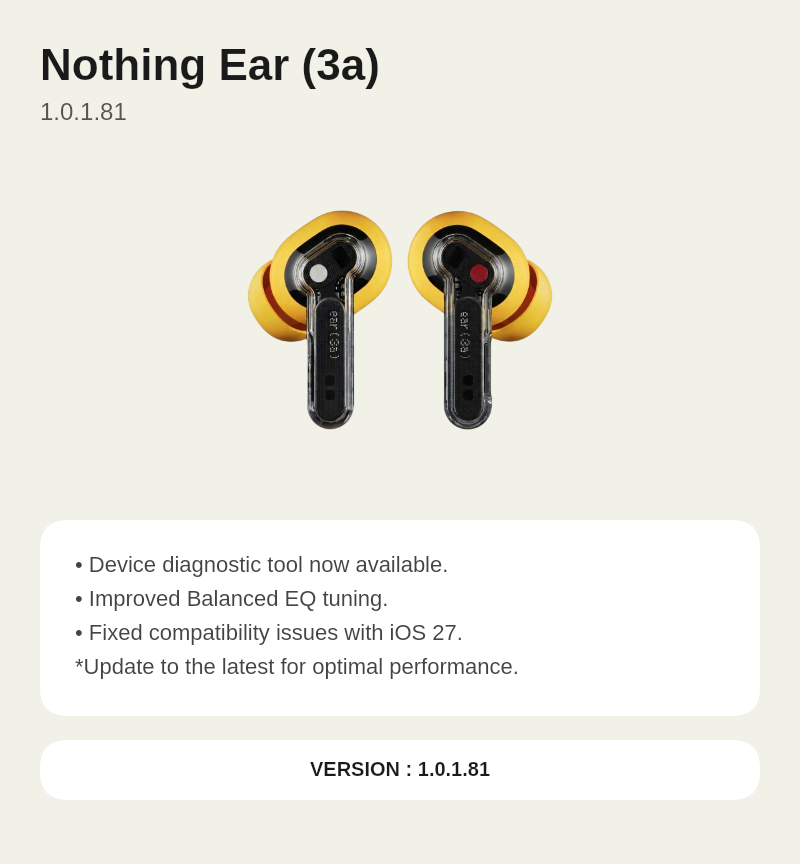 Nothing Ear (3a)
1.0.1.81
ear (3a)
ear (3a)
• Device diagnostic tool now available.
• Improved Balanced EQ tuning.
• Fixed compatibility issues with iOS 27.
*Update to the latest for optimal performance.
VERSION : 1.0.1.81